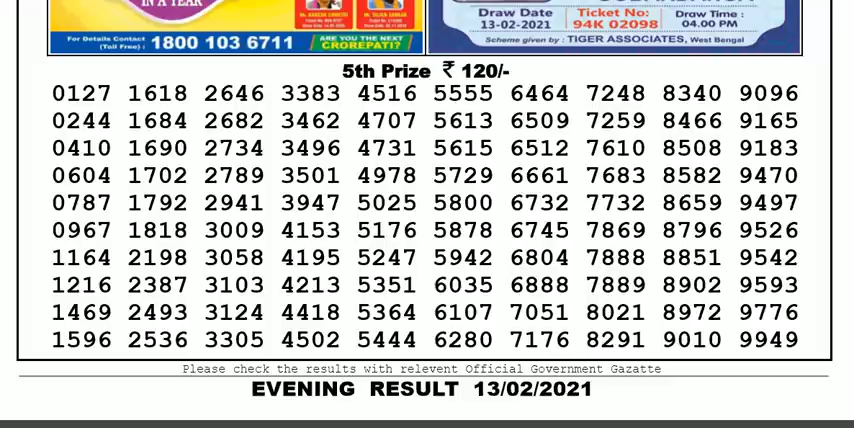 IN A YEAR
For Details Contact
(Toll Free) : 1800 103 6711
ARE YOU THE NEXT
CROREPATI?
Draw Date
13-02-2021
Ticket No:
94K 02098
Draw Time :
04.00 PM
Scheme given by : TIGER ASSOCIATES, West Bengal
5th Prize ₹ 120/-
0127 1618 2646 3383 4516 5555 6464 7248 8340 9096
0244 1684 2682 3462 4707 5613 6509 7259 8466 9165
0410 1690 2734 3496 4731 5615 6512 7610 8508 9183
0604 1702 2789 3501 4978 5729 6661 7683 8582 9470
0787 1792 2941 3947 5025 5800 6732 7732 8659 9497
0967 1818 3009 4153 5176 5878 6745 7869 8796 9526
1164 2198 3058 4195 5247 5942 6804 7888 8851 9542
1216 2387 3103 4213 5351 6035 6888 7889 8902 9593
1469 2493 3124 4418 5364 6107 7051 8021 8972 9776
1596 2536 3305 4502 5444 6280 7176 8291 9010 9949
Please check the results with relevent Official Government Gazatte
EVENING RESULT 13/02/2021